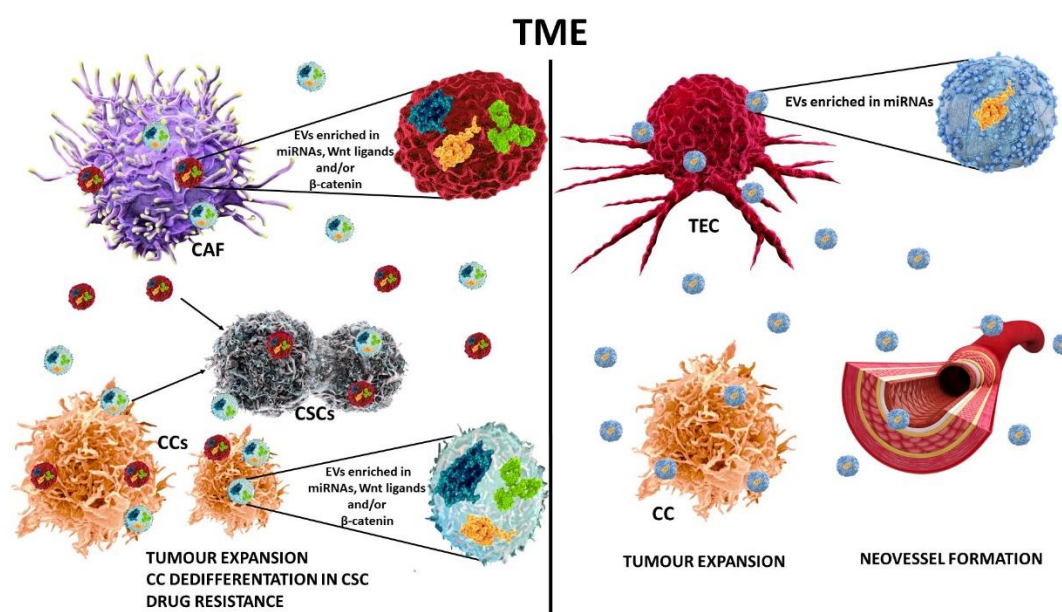 TME
EVs enriched in
miRNAs, Wnt ligands
and/or
β-catenin
CAF
CSCs
CCs
EVs enriched in
miRNAs, Wnt ligands
and/or
β-catenin
TUMOUR EXPANSION
CC DEDIFFERENTATION IN CSC
DRUG RESISTANCE
EVs enriched in miRNAs
TEC
CC
TUMOUR EXPANSION
NEOVESSEL FORMATION